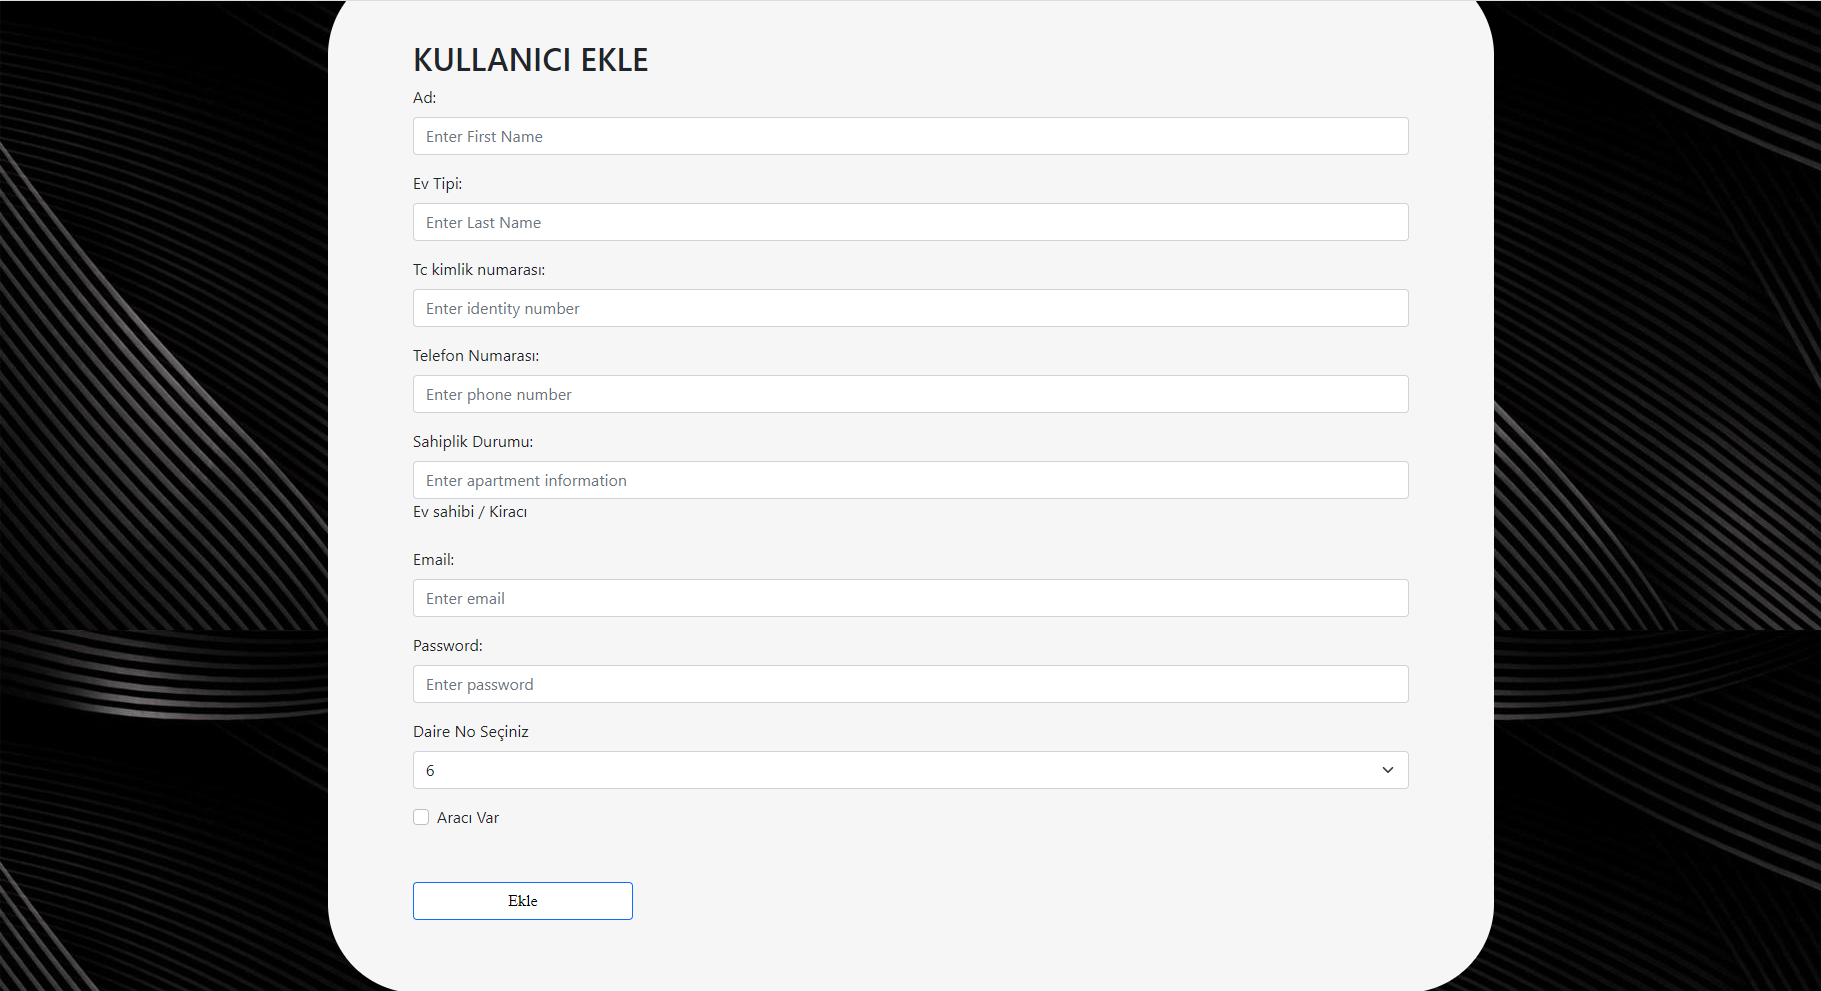 KULLANICI EKLE
Ad:
Enter First Name
Ev Tipi:
Enter Last Name
Tc kimlik numarası:
Enter identity number
Telefon Numarası:
Enter phone number
Sahiplik Durumu:
Enter apartment information
Ev sahibi / Kiracı
Email:
Enter email
Password:
Enter password
Daire No Seçiniz
6
Aracı Var
Ekle